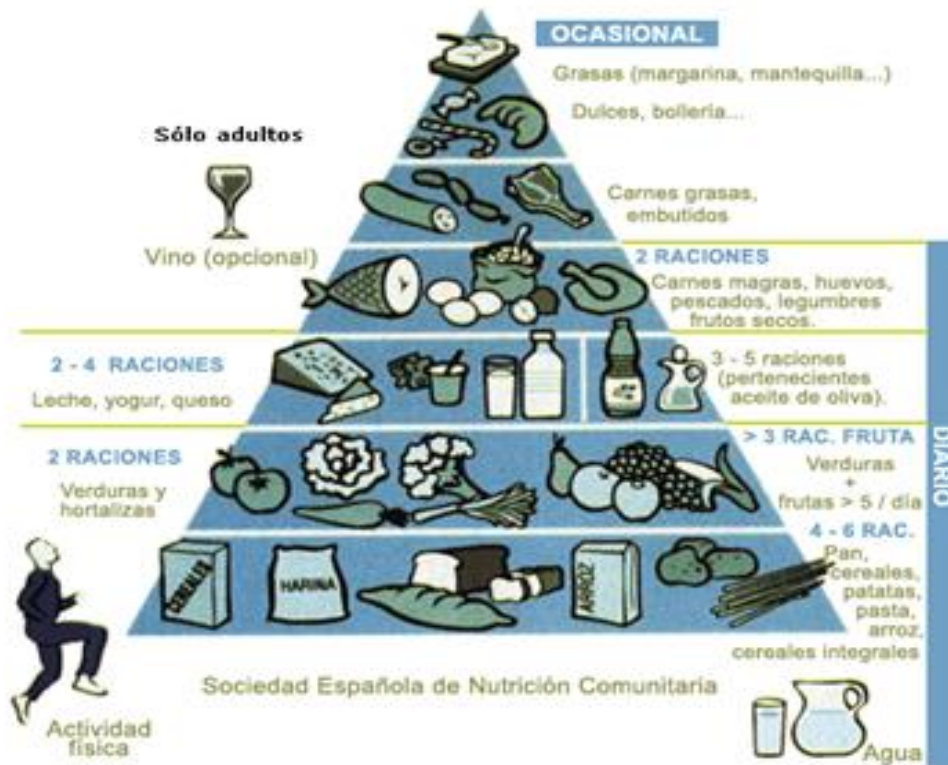 OCASIONAL
Grasas (margarina, mantequilla...)
Dulces, bollería...
Sólo adultos
Vino (opcional)
Carnes grasas,
embutidos
2 RACIONES
Carnes magras, huevos,
pescados, legumbres
frutos secos.
2 - 4 RACIONES
Leche, yogur, queso
3 - 5 raciones
(pertenecientes
aceite de oliva).
DIARIO
2 RACIONES
Verduras y
hortalizas
> 3 RAC. FRUTA
Verduras
+
frutas > 5 / día
4 - 6 RAC.
Pan,
cereales,
patatas,
pasta,
arroz,
cereales integrales
CEREALES
HARINA
ARROZ
Sociedad Española de Nutrición Comunitaria
Actividad
física
Agua